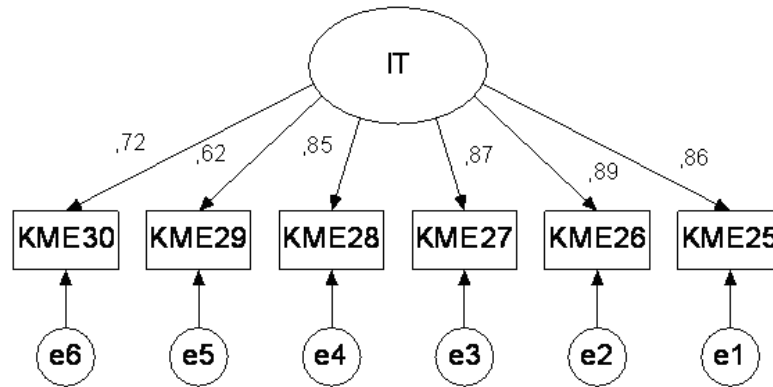 IT
,72
,62
,85
,87
,89
,86
KME30
KME29
KME28
KME27
KME26
KME25
e6
e5
e4
e3
e2
e1